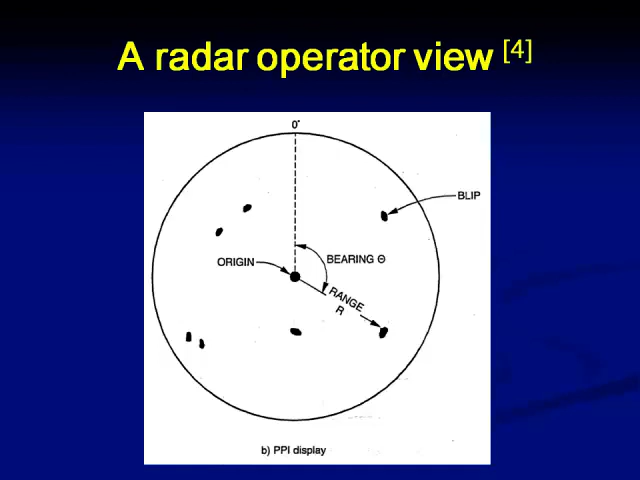 A radar operator view [4]
0°
BLIP
ORIGIN
BEARING Θ
RANGE
R
b) PPI display